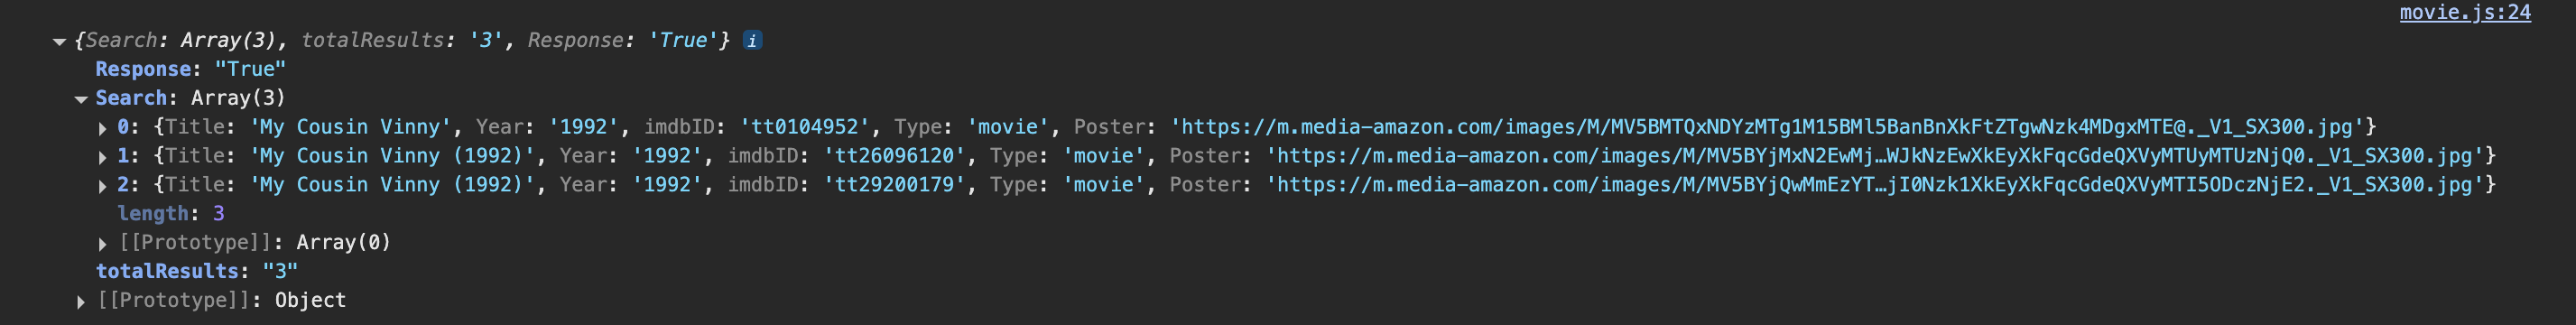 movie.js:24
{Search: Array(3), totalResults: '3', Response: 'True'} i
Response: "True"
Search: Array(3)
0: {Title: 'My Cousin Vinny', Year: '1992', imdbID: 'tt0104952', Type: 'movie', Poster: 'https://m.media-amazon.com/images/M/MV5BMTQxNDYzMTg1M15BMl5BanBnXkFtZTgwNzk4MDgxMTE@._V1_SX300.jpg'}
1: {Title: 'My Cousin Vinny (1992)', Year: '1992', imdbID: 'tt26096120', Type: 'movie', Poster: 'https://m.media-amazon.com/images/M/MV5BYjMxN2EwMj…WJkNzEwXkEyXkFqcGdeQXVyMTUyMTUzNjQ0._V1_SX300.jpg'}
2: {Title: 'My Cousin Vinny (1992)', Year: '1992', imdbID: 'tt29200179', Type: 'movie', Poster: 'https://m.media-amazon.com/images/M/MV5BYjQwMmEzYT…jI0Nzk1XkEyXkFqcGdeQXVyMTI5ODczNjE2._V1_SX300.jpg'}
length: 3
[[Prototype]]: Array(0)
totalResults: "3"
[[Prototype]]: Object